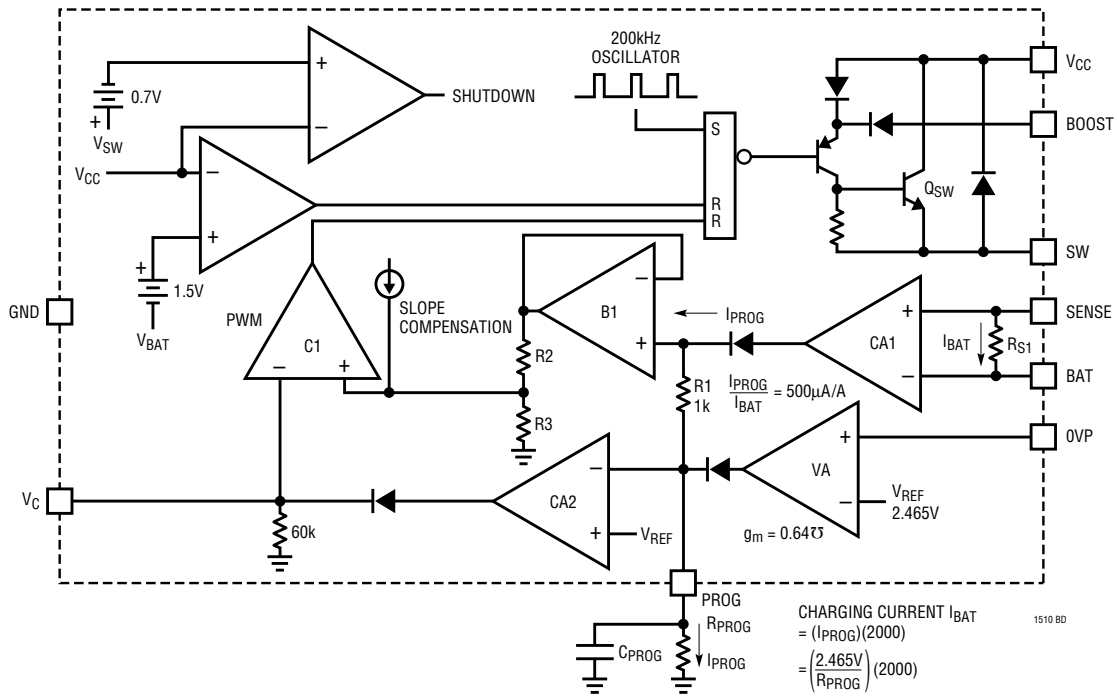 200kHz
OSCILLATOR
+
−
0.7V
+
V_SW
SHUTDOWN
V_CC
−
+
+
1.5V
V_BAT
S
R
R
Q_SW
V_CC
BOOST
SW
GND
SENSE
BAT
OVP
PWM
C1
−
+
SLOPE
COMPENSATION
B1
−
+
R2
R3
I_PROG
I_PROG
I_BAT
= 500µA/A
R1
1k
CA1
+
−
I_BAT
R_S1
VA
+
−
V_REF
2.465V
g_m = 0.64℧
CA2
−
+
V_REF
V_C
60k
PROG
R_PROG
C_PROG
I_PROG
CHARGING CURRENT I_BAT
= (I_PROG)(2000)
= (2.465V / R_PROG) (2000)
1510 BD